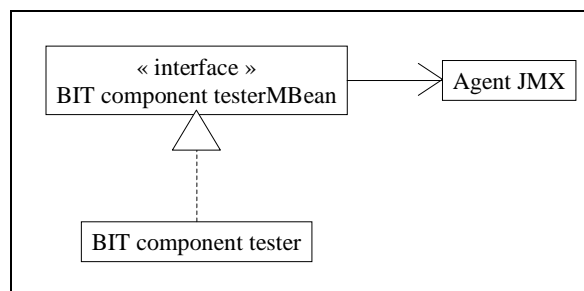 « interface »
BIT component testerMBean
Agent JMX
BIT component tester